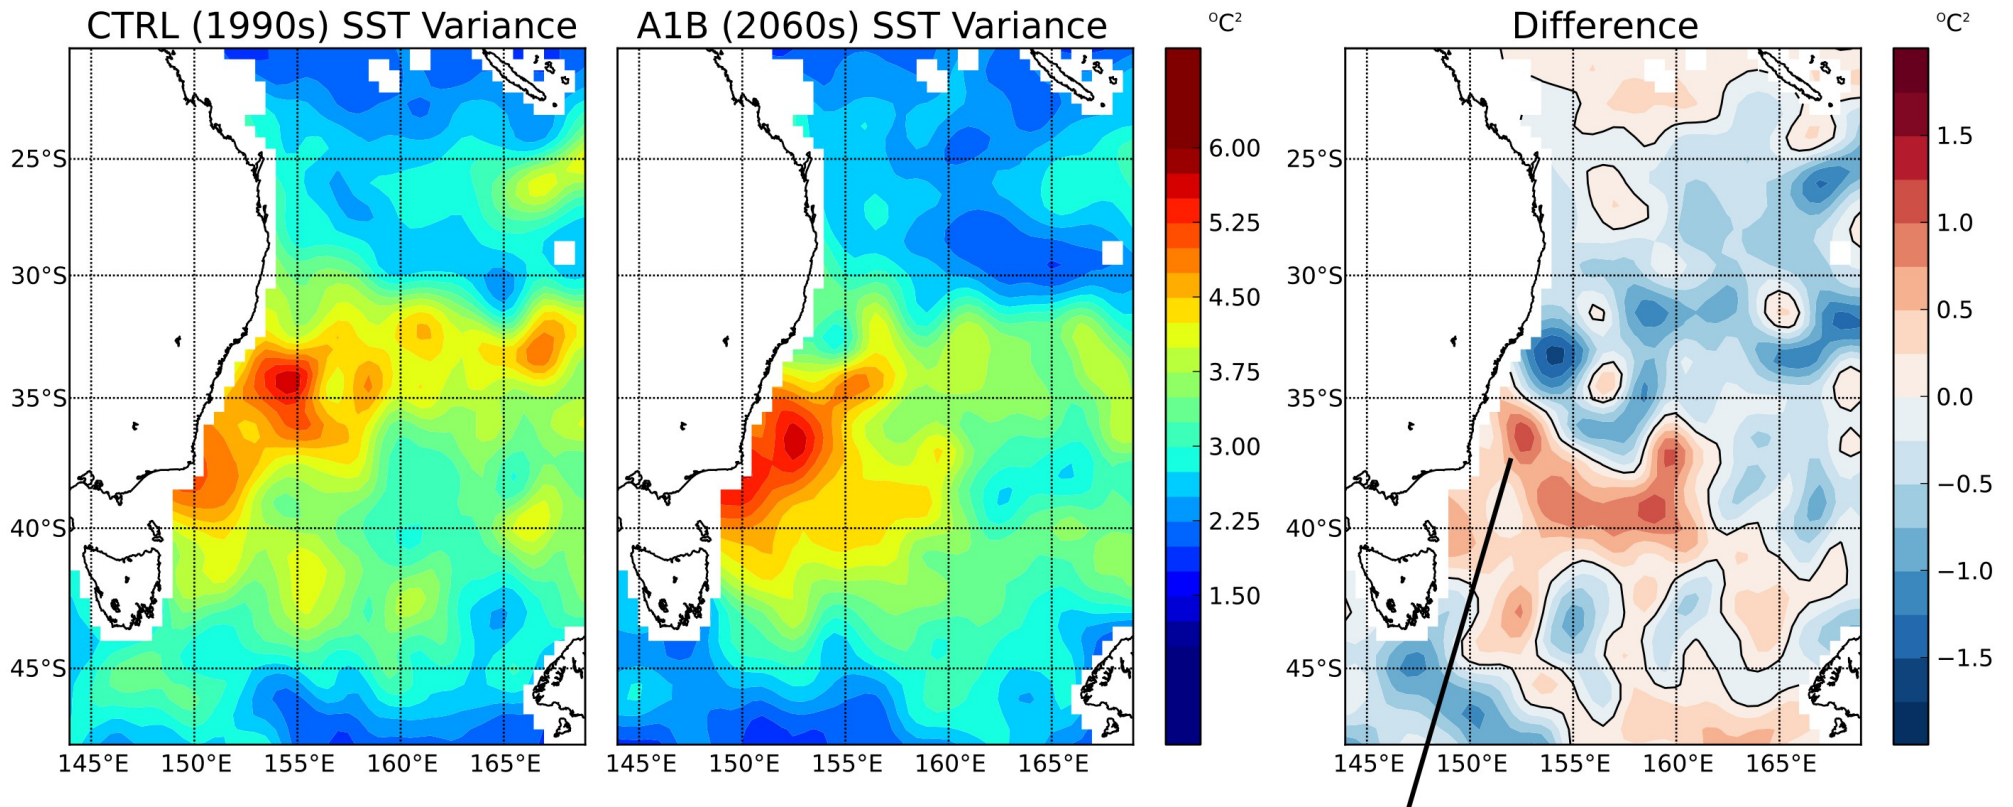 CTRL (1990s) SST Variance
A1B (2060s) SST Variance
°C²
Difference
°C²
25°S
30°S
35°S
40°S
45°S
145°E 150°E 155°E 160°E 165°E
145°E 150°E 155°E 160°E 165°E
6.00
5.25
4.50
3.75
3.00
2.25
1.50
25°S
30°S
35°S
40°S
45°S
145°E 150°E 155°E 160°E 165°E
1.5
1.0
0.5
0.0
−0.5
−1.0
−1.5